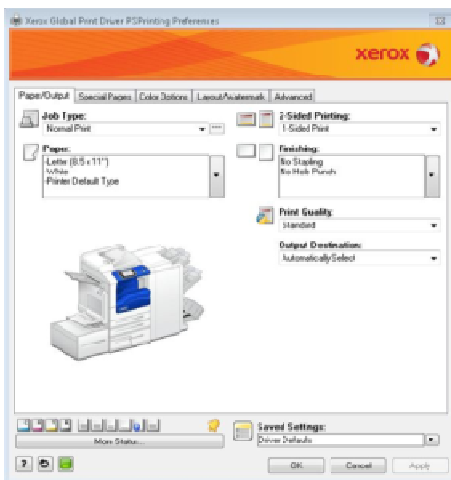 Xerox Global Print Driver PSPrinting Preferences
xerox
Paper/Output Special Pages Color Options Layout/Watermark Advanced
Job Type:
Normal Print
2-Sided Printing:
1-Sided Print
Paper:
-Letter (8.5 x 11")
-White
-Printer Default Type
Finishing:
No Stapling
No Hole Punch
Print Quality:
Standard
Output Destination:
Automatically Select
More Status...
Saved Settings:
Driver Defaults
?
OK Cancel Apply